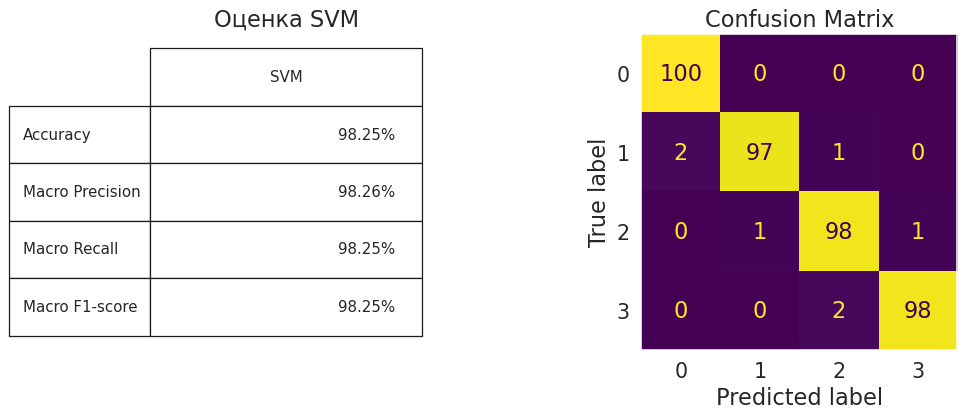 Оценка SVM
SVM
Accuracy 98.25%
Macro Precision 98.26%
Macro Recall 98.25%
Macro F1-score 98.25%
Confusion Matrix
True label
0 100 0 0 0
1 2 97 1 0
2 0 1 98 1
3 0 0 2 98
0 1 2 3
Predicted label